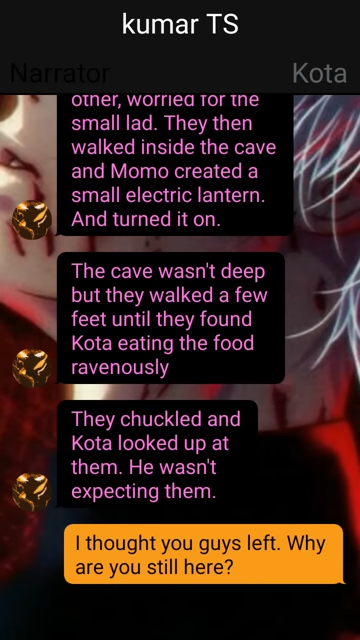 kumar TS
Narrator
Kota
other, worried for the
small lad. They then
walked inside the cave
and Momo created a
small electric lantern.
And turned it on.
The cave wasn't deep
but they walked a few
feet until they found
Kota eating the food
ravenously
They chuckled and
Kota looked up at
them. He wasn't
expecting them.
I thought you guys left. Why
are you still here?